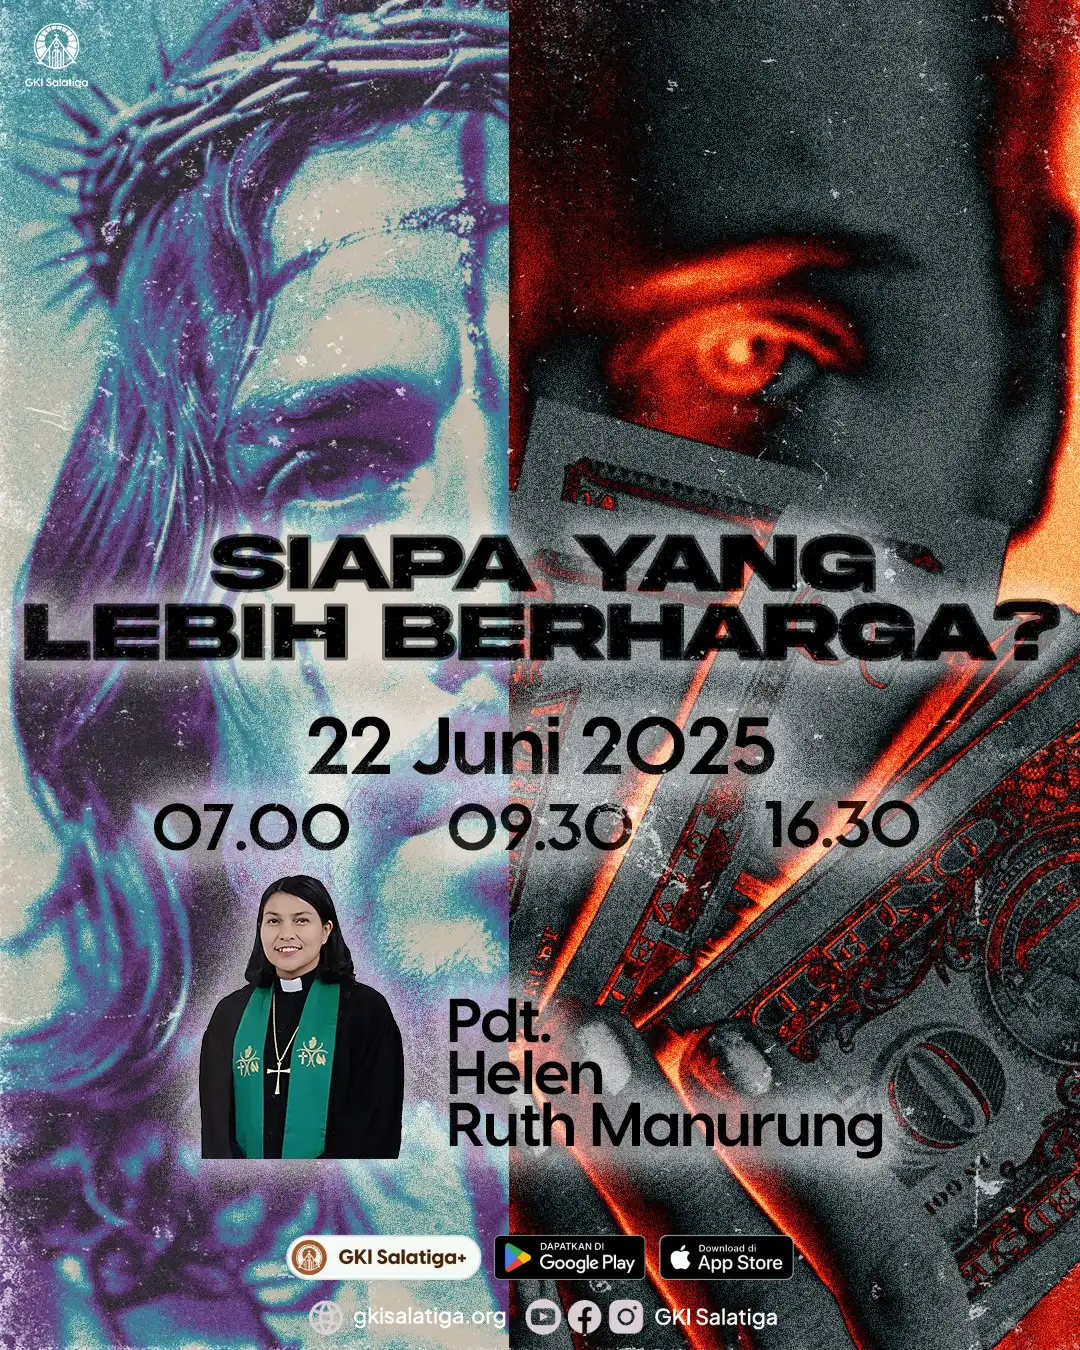 GKI Salatiga
SIAPA YANG
LEBIH BERHARGA?
22 Juni 2025
07.00 09.30 16.30
Pdt.
Helen
Ruth Manurung
GKI Salatiga+
DAPATKAN DI
Google Play
Download di
App Store
gkisalatiga.org
GKI Salatiga